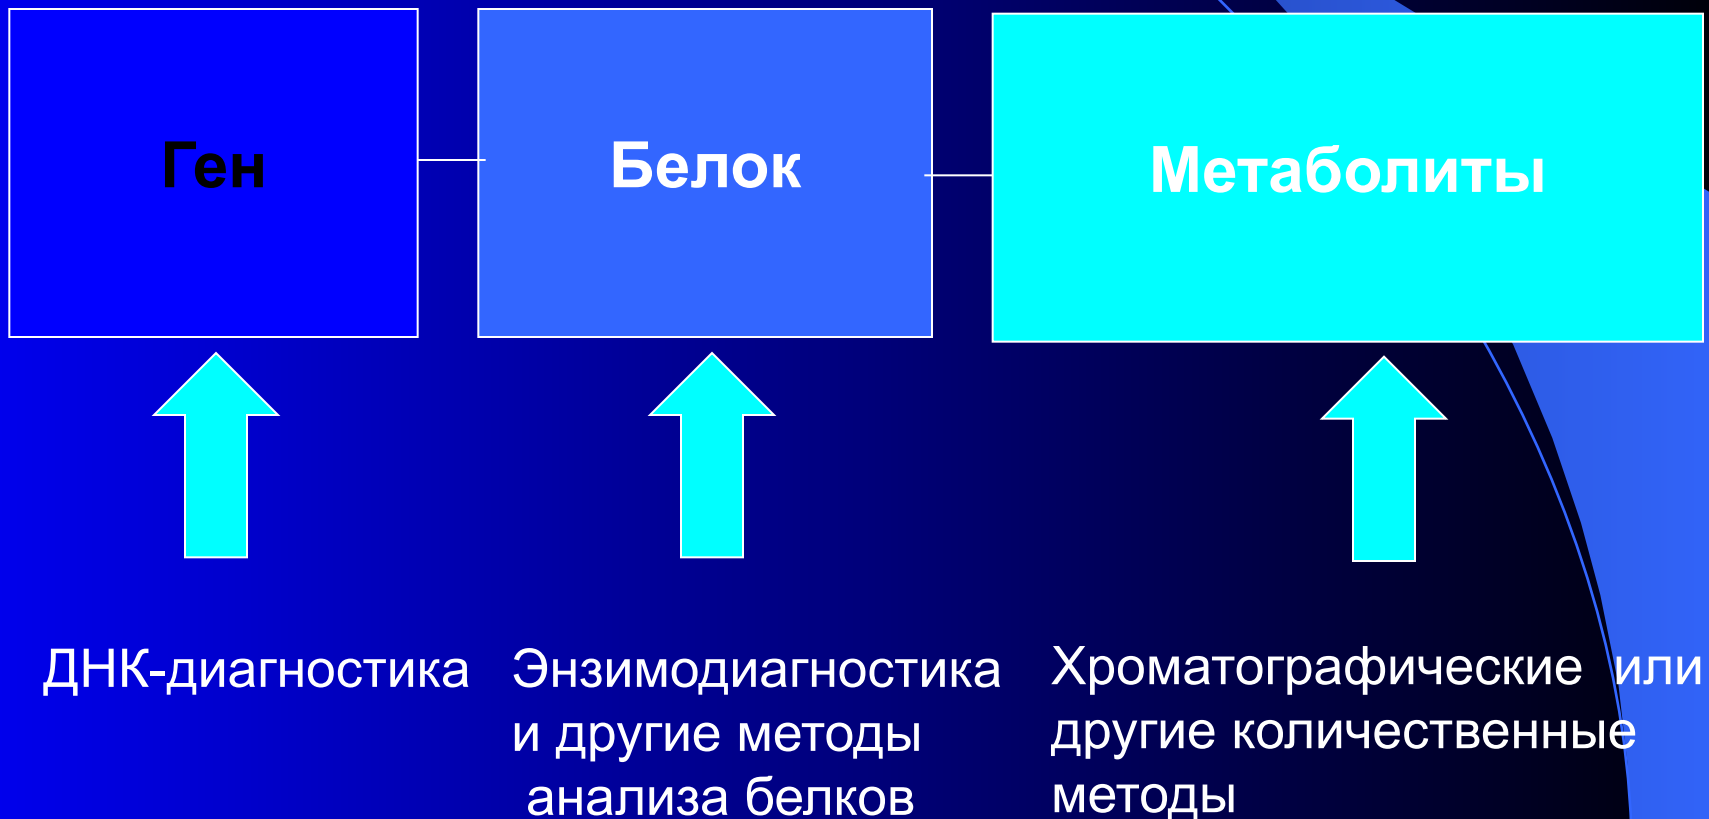 Ген
Белок
Метаболиты
ДНК-диагностика
Энзимодиагностика
и другие методы
анализа белков
Хроматографические или
другие количественные
методы